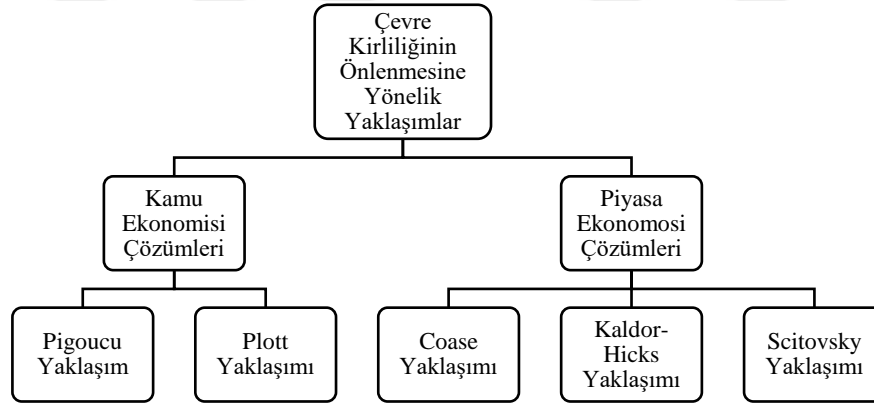 Çevre
Kirliliğinin
Önlenmesine
Yönelik
Yaklaşımlar
Kamu
Ekonomisi
Çözümleri
Piyasa
Ekonomosi
Çözümleri
Pigoucu
Yaklaşım
Plott
Yaklaşımı
Coase
Yaklaşımı
Kaldor-
Hicks
Yaklaşımı
Scitovsky
Yaklaşımı